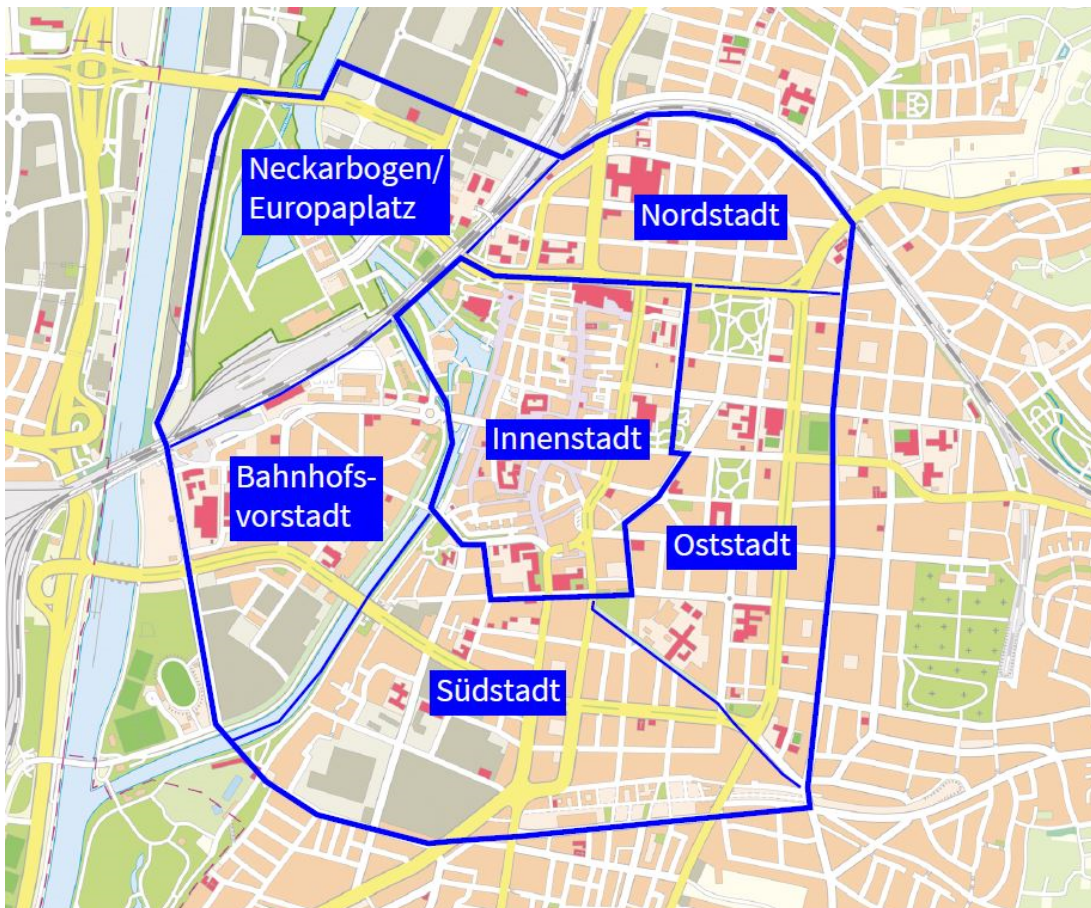 Neckarbogen/
Europaplatz
Nordstadt
Innenstadt
Bahnhofs-
vorstadt
Oststadt
Südstadt